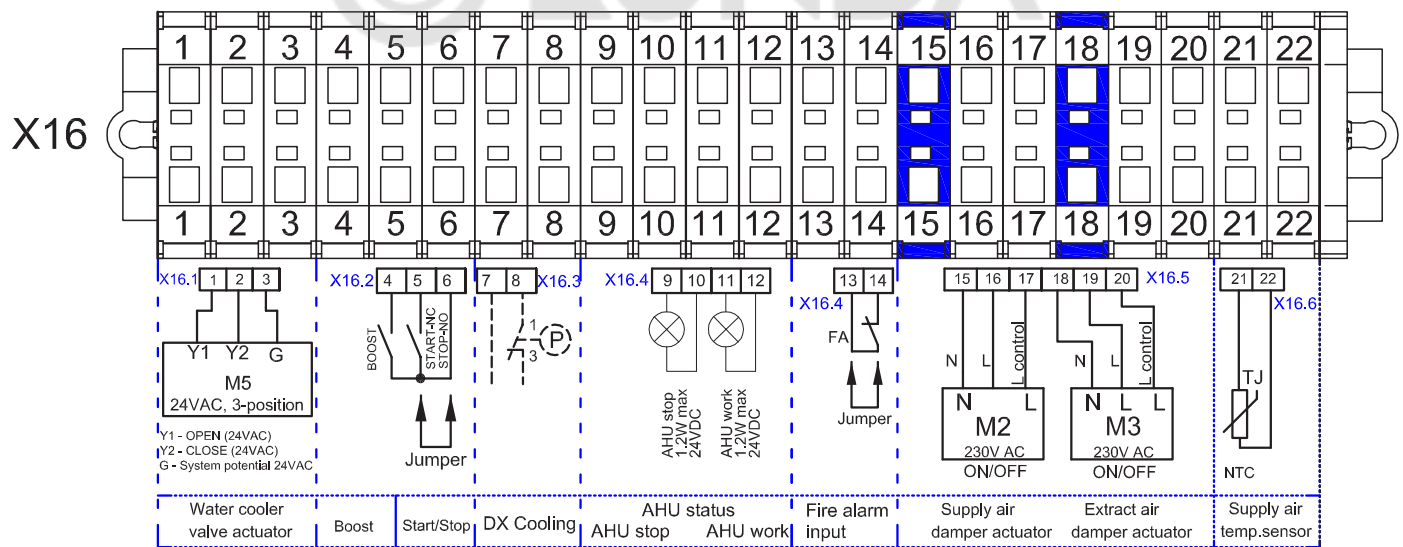 1 2 3 4 5 6 7 8 9 10 11 12 13 14 15 16 17 18 19 20 21 22
X16
1 2 3 4 5 6 7 8 9 10 11 12 13 14 15 16 17 18 19 20 21 22
X16.1 1 2 3
X16.2 4 5 6
7 8 X16.3
X16.4 9 10 11 12
13 14
X16.4
15 16 17 18 19 20 X16.5
21 22
X16.6
Y1 Y2 G
M5
24VAC, 3-position
Y1 - OPEN (24VAC)
Y2 - CLOSE (24VAC)
G - System potential 24VAC
BOOST
START-NC
STOP-NO
Jumper
1
P
3
AHU stop
1.2W max
24VDC
AHU work
1.2W max
24VDC
FA
Jumper
N L L control
N L
M2
230V AC
ON/OFF
N L L control
N L L
M3
230V AC
ON/OFF
TJ
NTC
Water cooler
valve actuator
Boost
Start/Stop
DX Cooling
AHU status
AHU stop AHU work
Fire alarm
input
Supply air
damper actuator
Extract air
damper actuator
Supply air
temp.sensor